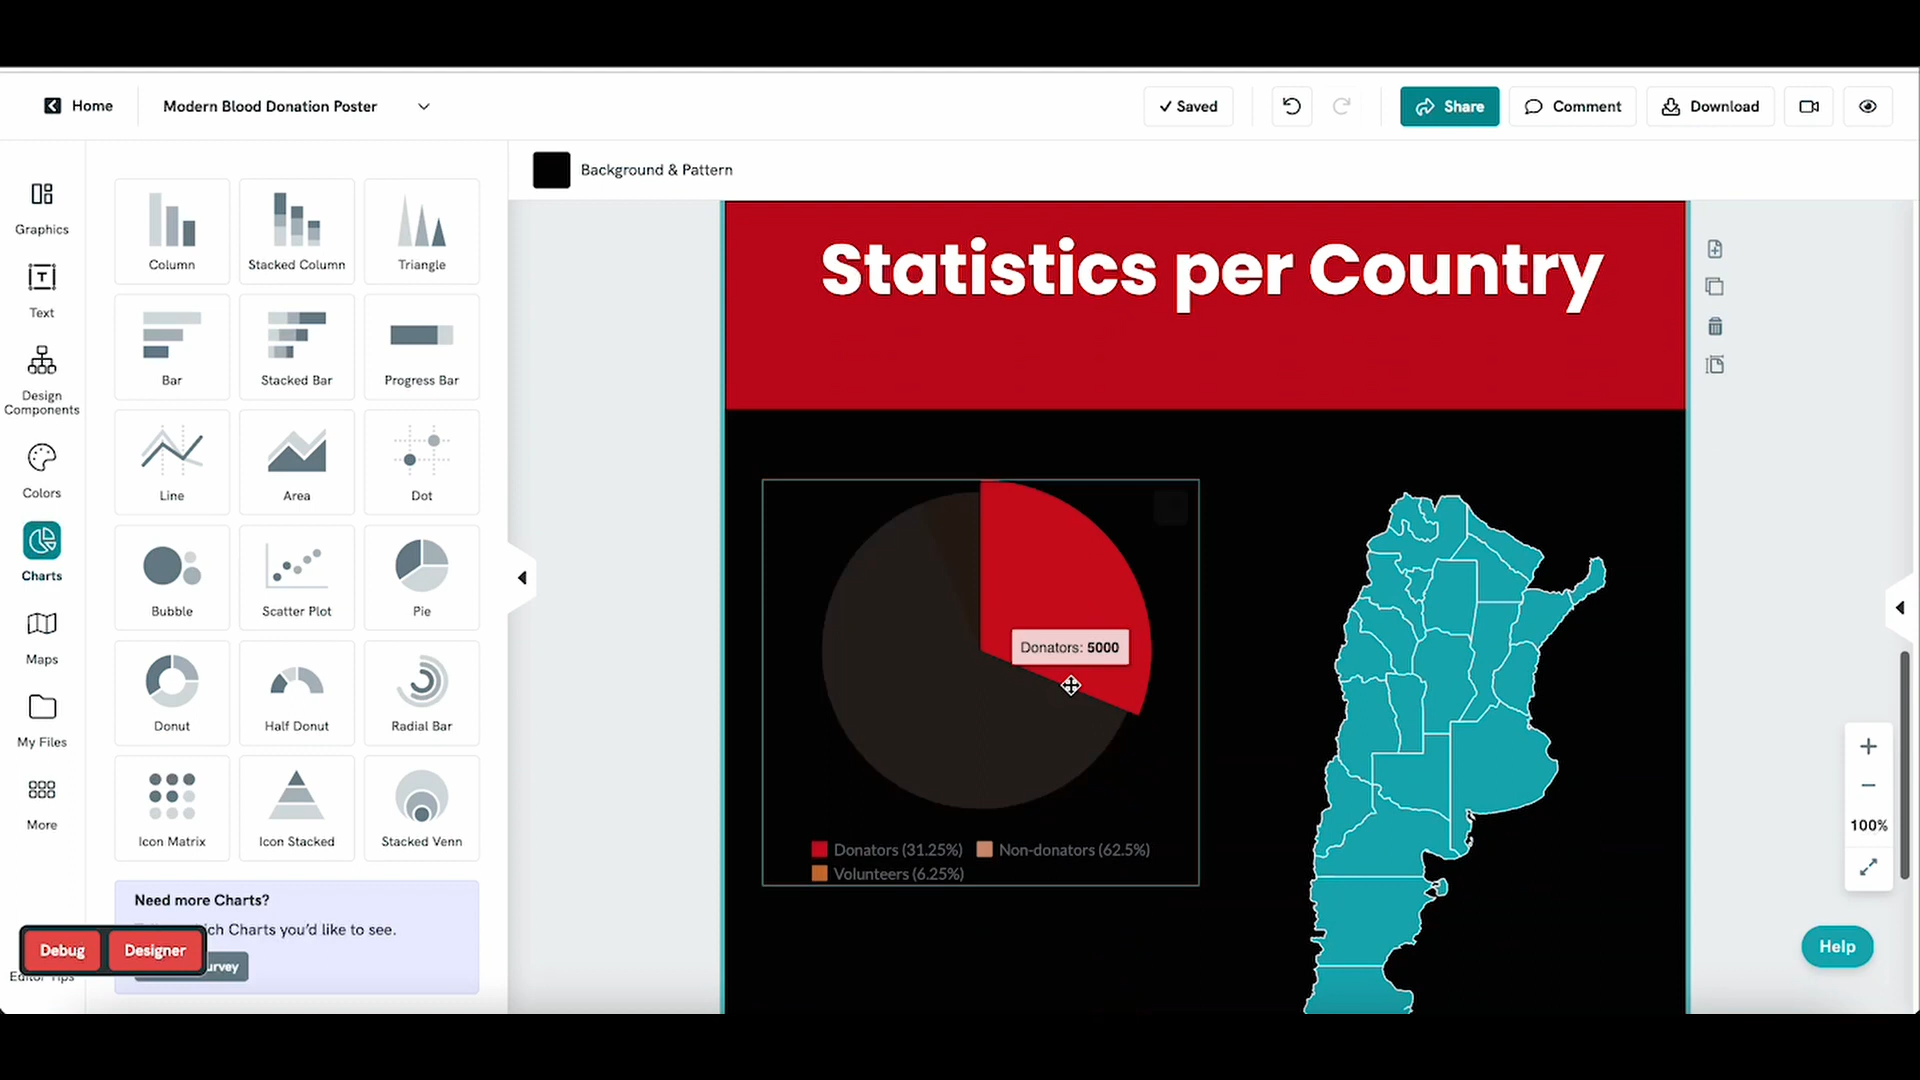 Home
Modern Blood Donation Poster
Saved
Share
Comment
Download
Background & Pattern
Graphics
Text
Design
Components
Colors
Charts
Maps
My Files
More
Column
Stacked Column
Triangle
Bar
Stacked Bar
Progress Bar
Line
Area
Dot
Bubble
Scatter Plot
Pie
Donut
Half Donut
Radial Bar
Icon Matrix
Icon Stacked
Stacked Venn
Need more Charts?
Charts you'd like to see.
Debug
Designer
Statistics per Country
Donators: 5000
Donators (31.25%)
Non-donators (62.5%)
Volunteers (6.25%)
100%
Help